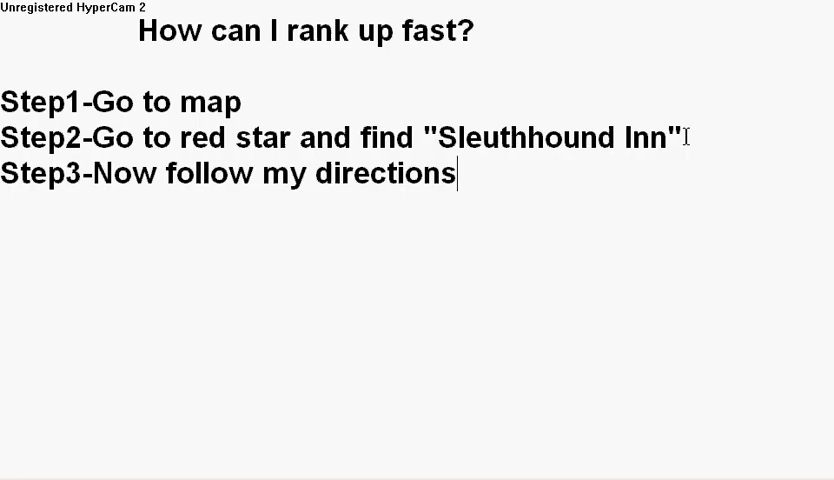 Unregistered HyperCam 2
How can I rank up fast?
Step1-Go to map
Step2-Go to red star and find "Sleuthhound Inn"
Step3-Now follow my directions